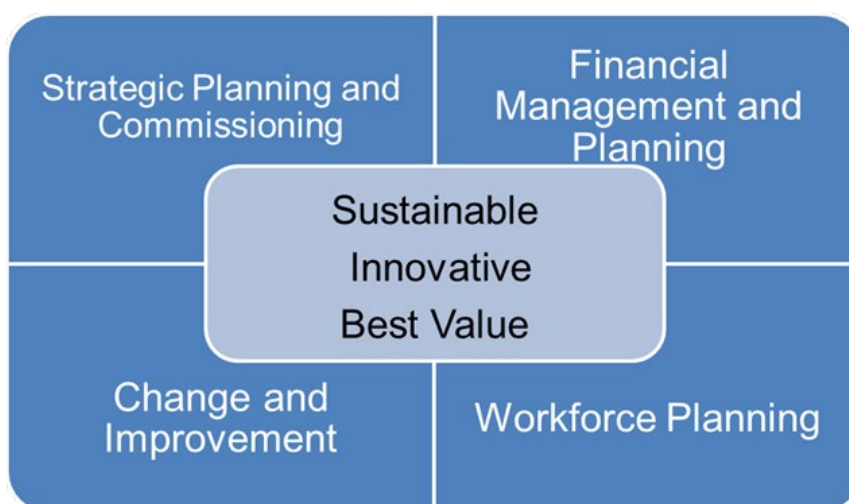 Strategic Planning and
Commissioning
Financial
Management and
Planning
Sustainable
Innovative
Best Value
Change and
Improvement
Workforce Planning